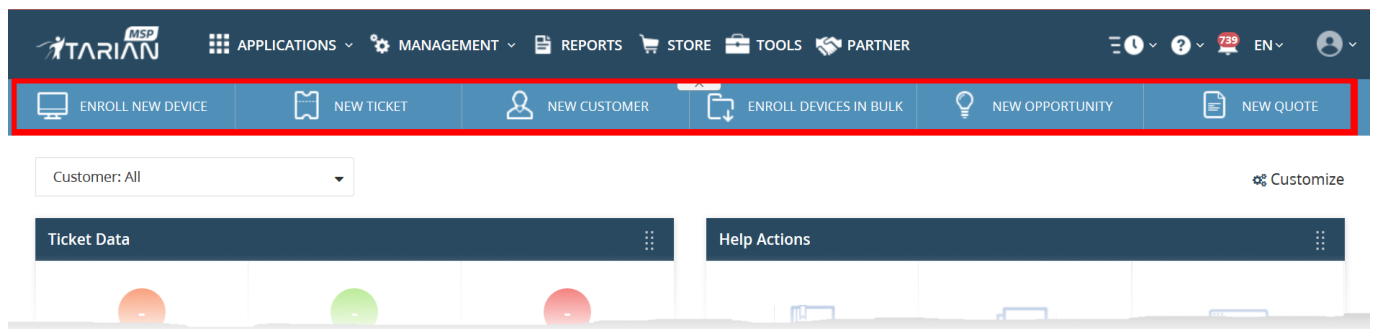 ITARIAN MSP APPLICATIONS MANAGEMENT REPORTS STORE TOOLS PARTNER ? 739 EN
ENROLL NEW DEVICE NEW TICKET NEW CUSTOMER ENROLL DEVICES IN BULK NEW OPPORTUNITY NEW QUOTE
Customer: All Customize
Ticket Data Help Actions
- - -